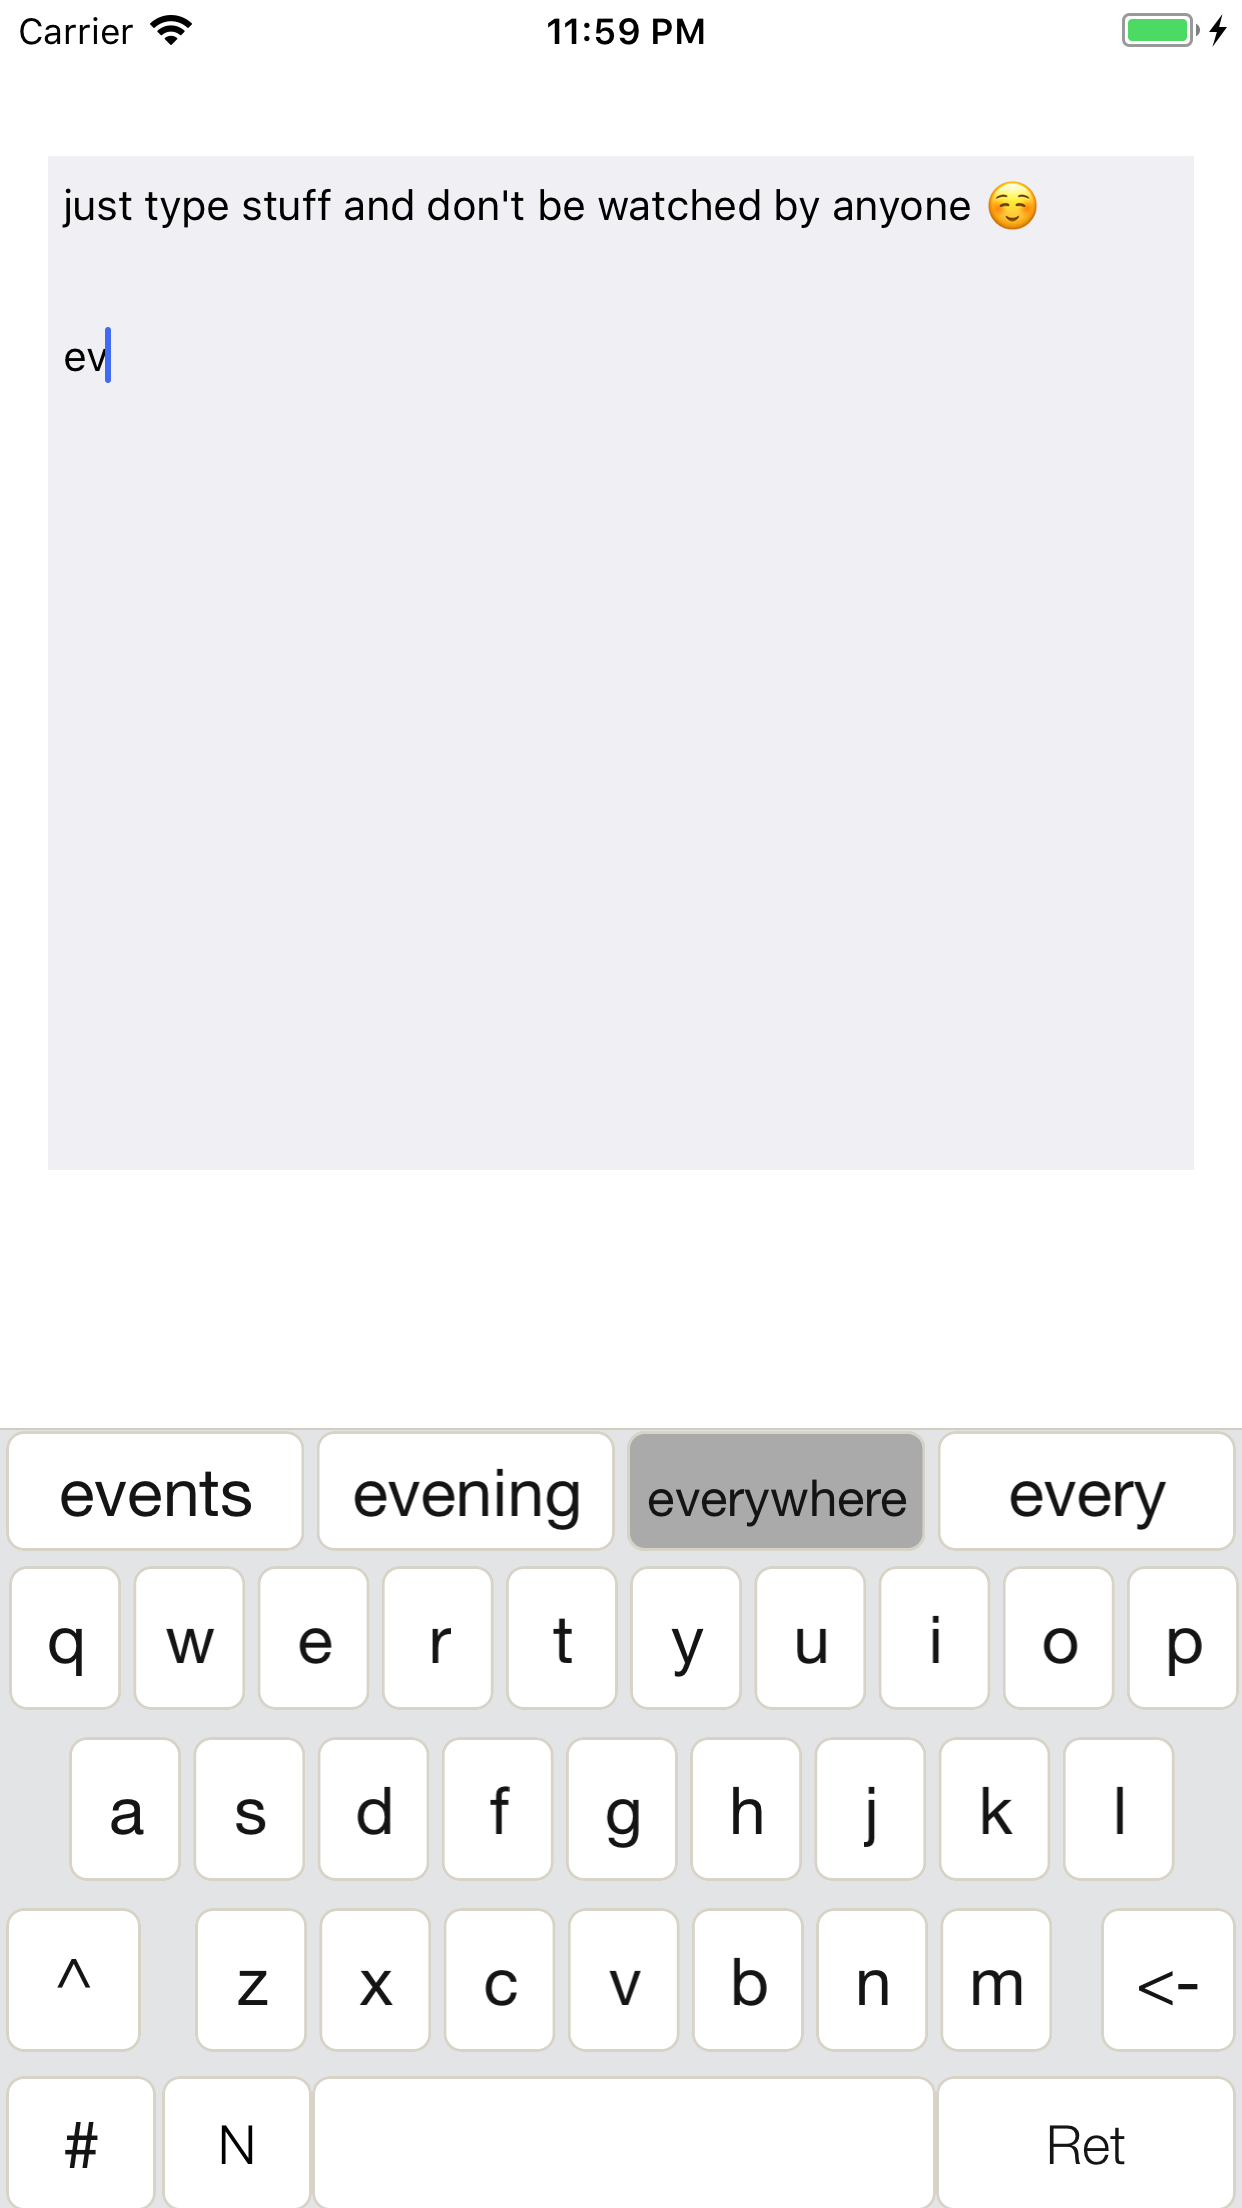 Carrier 11:59 PM
just type stuff and don't be watched by anyone ☺️
ev
events evening everywhere every
q w e r t y u i o p
a s d f g h j k l
^ z x c v b n m <-
# N Ret